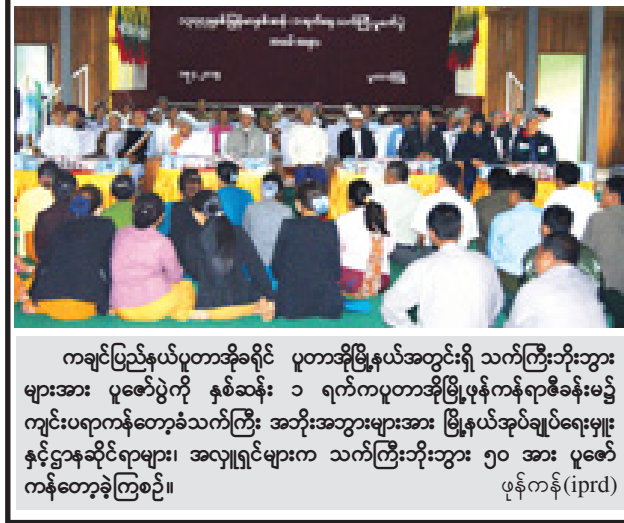 ကချင်ပြည်နယ်ပူတာအိုခရိုင် ပူတာအိုမြို့နယ်အတွင်းရှိ သက်ကြီးဘိုးဘွား
များအား ပူဇော်ပွဲကို နှစ်ဆန်း ၁ ရက်ကပူတာအိုမြို့ဖုန်ကန်ရာဇီခန်းမ၌
ကျင်းပရာကန်တော့ခံသက်ကြီး အဘိုးအဘွားများအား မြို့နယ်အုပ်ချုပ်ရေးမှူး
နှင့်ဌာနဆိုင်ရာများ၊ အလှူရှင်များက သက်ကြီးဘိုးဘွား ၅၀ အား ပူဇော်
ကန်တော့ခဲ့ကြစဉ်။ ဖုန်ကန်(iprd)